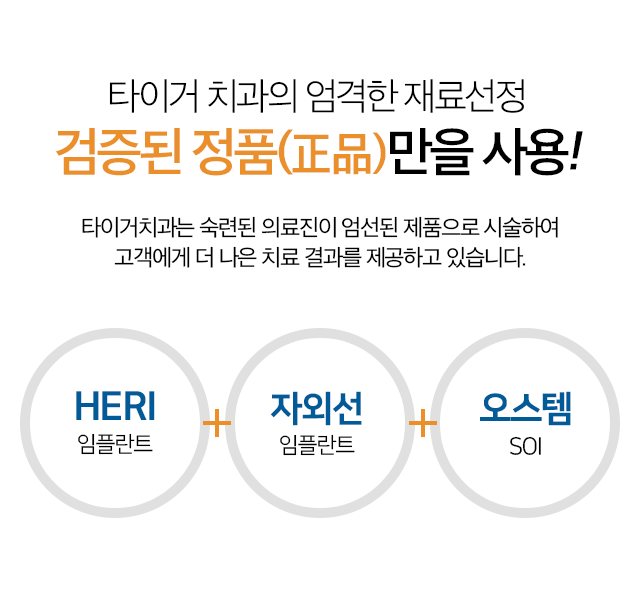 타이거 치과의 엄격한 재료선정
검증된 정품(正品)만을 사용!
타이거치과는 숙련된 의료진이 엄선된 제품으로 시술하여
고객에게 더 나은 치료 결과를 제공하고 있습니다.
HERI + 자외선 + 오스템
임플란트 임플란트 SOI